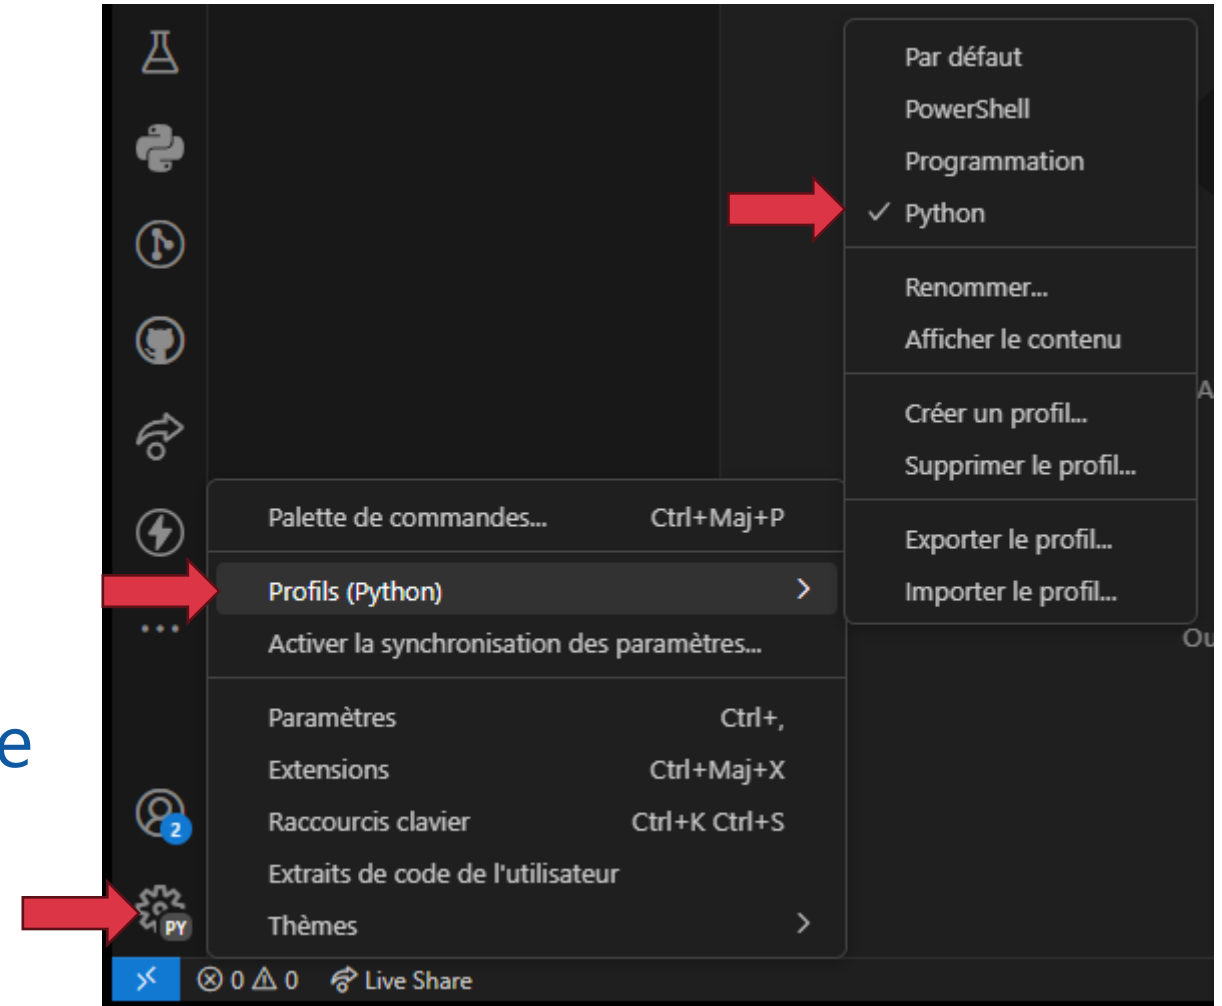 Par défaut
PowerShell
Programmation
Python
Renommer...
Afficher le contenu
Créer un profil...
Supprimer le profil...
Exporter le profil...
Importer le profil...
Palette de commandes... Ctrl+Maj+P
Profils (Python)
Activer la synchronisation des paramètres...
Paramètres Ctrl+,
Extensions Ctrl+Maj+X
Raccourcis clavier Ctrl+K Ctrl+S
Extraits de code de l'utilisateur
Thèmes
A
Ou
e
2
PY
0 0 Live Share